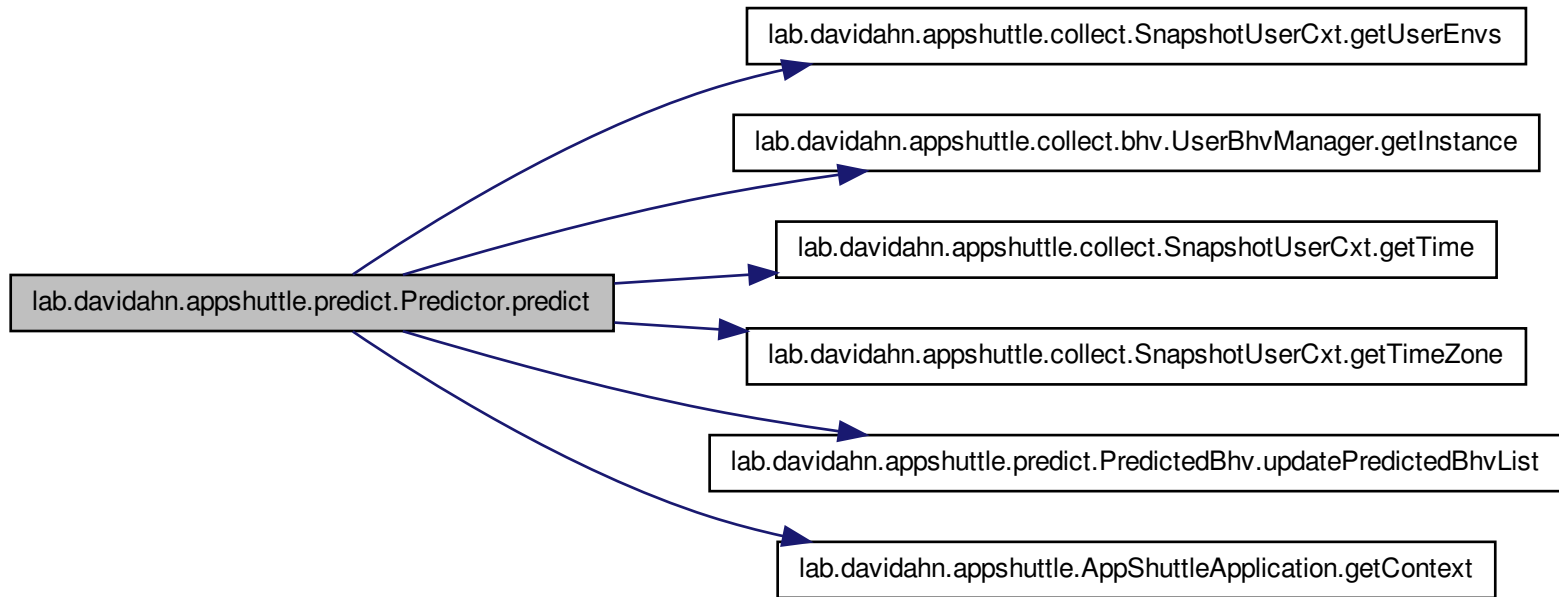 lab.davidahn.appshuttle.collect.SnapshotUserCxt.getUserEnvs
lab.davidahn.appshuttle.collect.bhv.UserBhvManager.getInstance
lab.davidahn.appshuttle.collect.SnapshotUserCxt.getTime
lab.davidahn.appshuttle.predict.Predictor.predict
lab.davidahn.appshuttle.collect.SnapshotUserCxt.getTimeZone
lab.davidahn.appshuttle.predict.PredictedBhv.updatePredictedBhvList
lab.davidahn.appshuttle.AppShuttleApplication.getContext